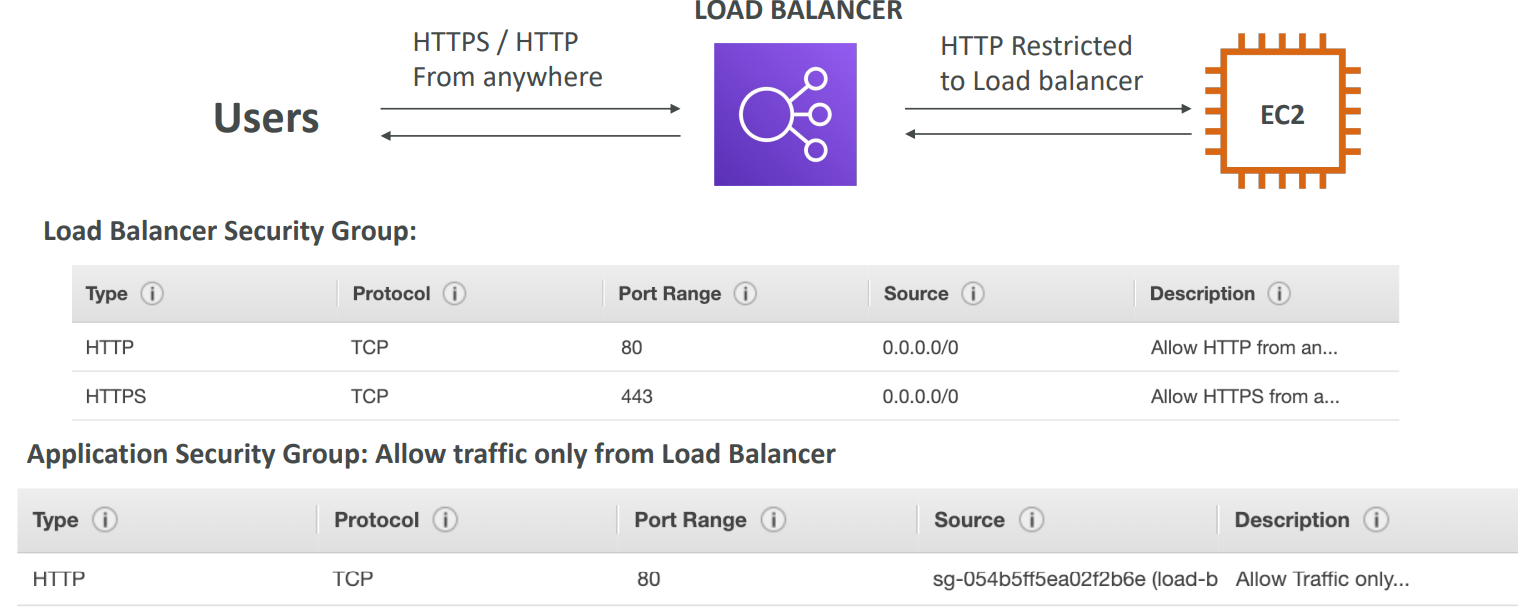 LOAD BALANCER
HTTPS / HTTP
From anywhere
HTTP Restricted
to Load balancer
Users
EC2
Load Balancer Security Group:
Type Protocol Port Range Source Description
HTTP TCP 80 0.0.0.0/0 Allow HTTP from an...
HTTPS TCP 443 0.0.0.0/0 Allow HTTPS from a...
Application Security Group: Allow traffic only from Load Balancer
Type Protocol Port Range Source Description
HTTP TCP 80 sg-054b5ff5ea02f2b6e (load-b Allow Traffic only...